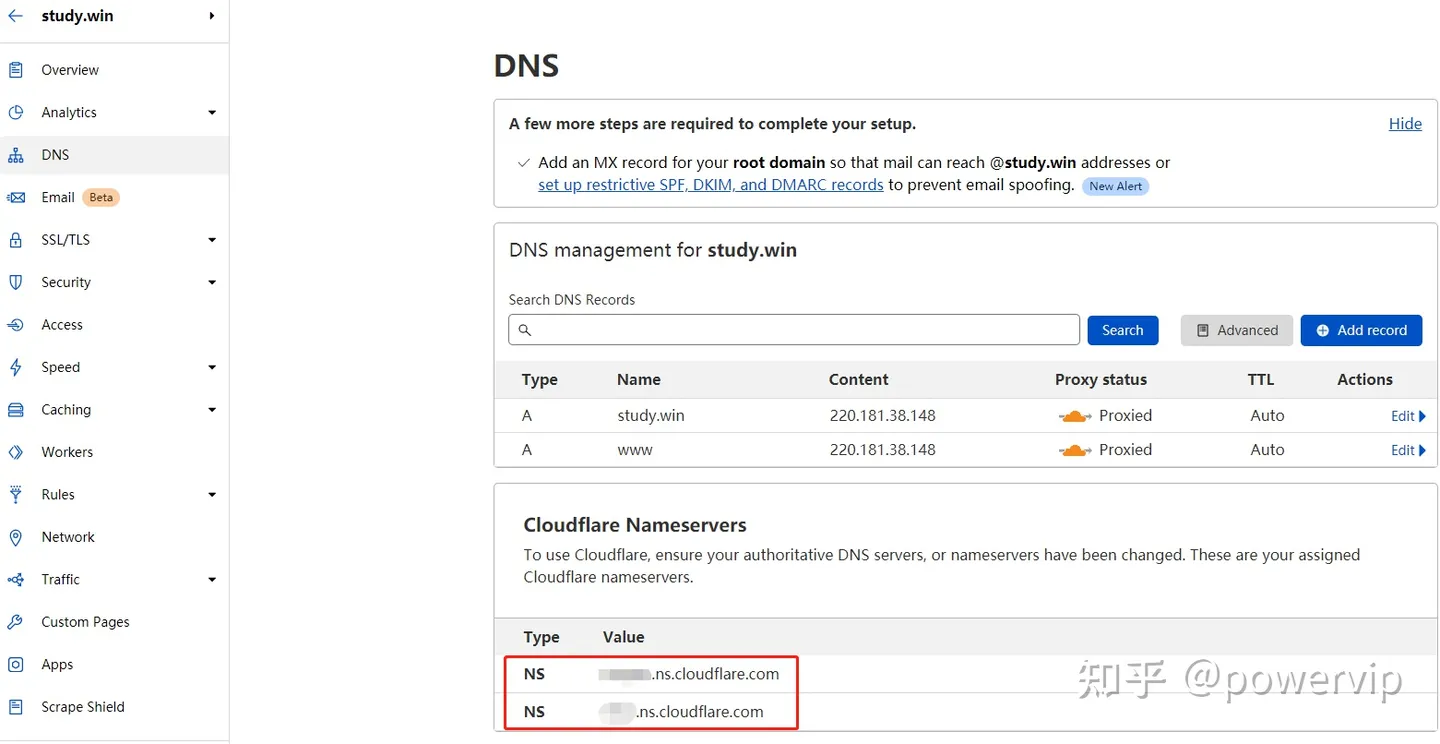 study.win
Overview
Analytics
DNS
Email Beta
SSL/TLS
Security
Access
Speed
Caching
Workers
Rules
Network
Traffic
Custom Pages
Apps
Scrape Shield
DNS
A few more steps are required to complete your setup. Hide
Add an MX record for your root domain so that mail can reach @study.win addresses or
set up restrictive SPF, DKIM, and DMARC records to prevent email spoofing. New Alert
DNS management for study.win
Search DNS Records
Search Advanced Add record
Type Name Content Proxy status TTL Actions
A study.win 220.181.38.148 Proxied Auto Edit
A www 220.181.38.148 Proxied Auto Edit
Cloudflare Nameservers
To use Cloudflare, ensure your authoritative DNS servers, or nameservers have been changed. These are your assigned
Cloudflare nameservers.
Type Value
NS .ns.cloudflare.com
NS .ns.cloudflare.com
知乎 @powervip